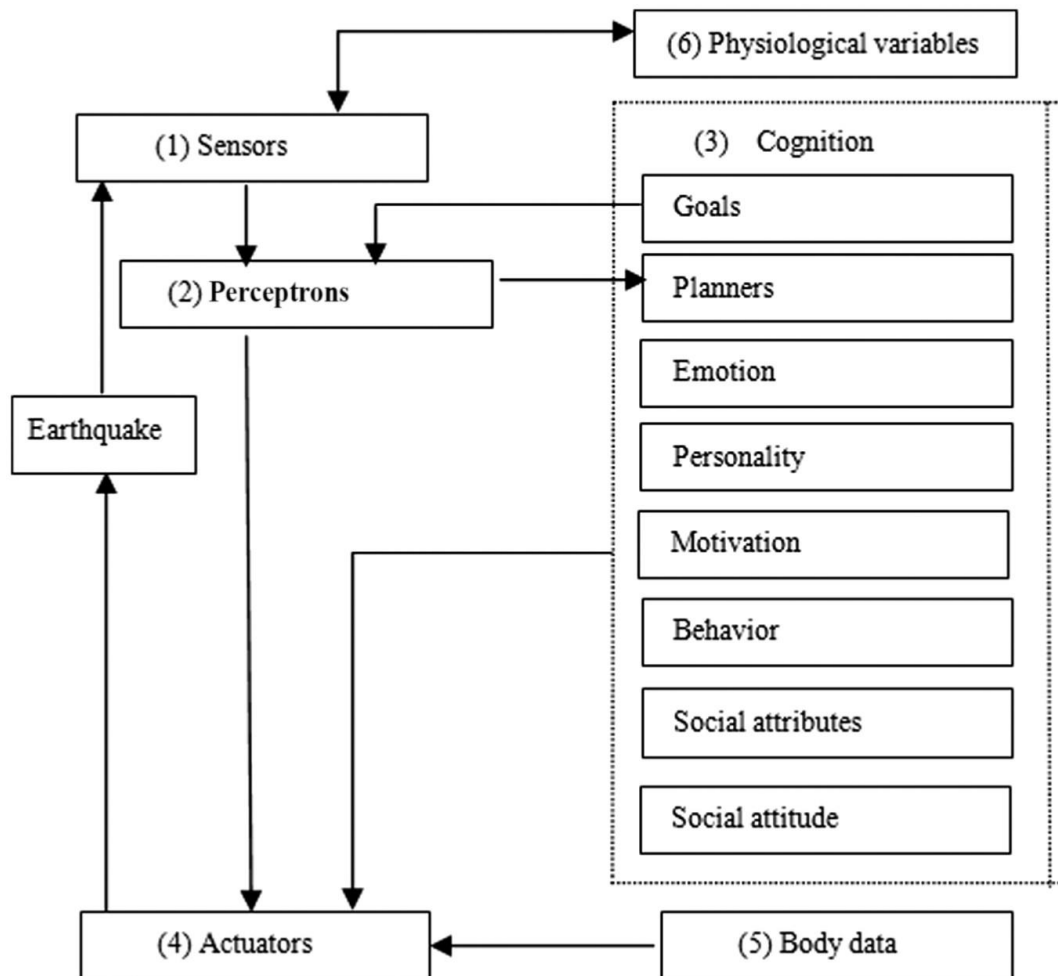 (6) Physiological variables
(1) Sensors
(3) Cognition
Goals
(2) Perceptrons
Planners
Emotion
Earthquake
Personality
Motivation
Behavior
Social attributes
Social attitude
(4) Actuators
(5) Body data